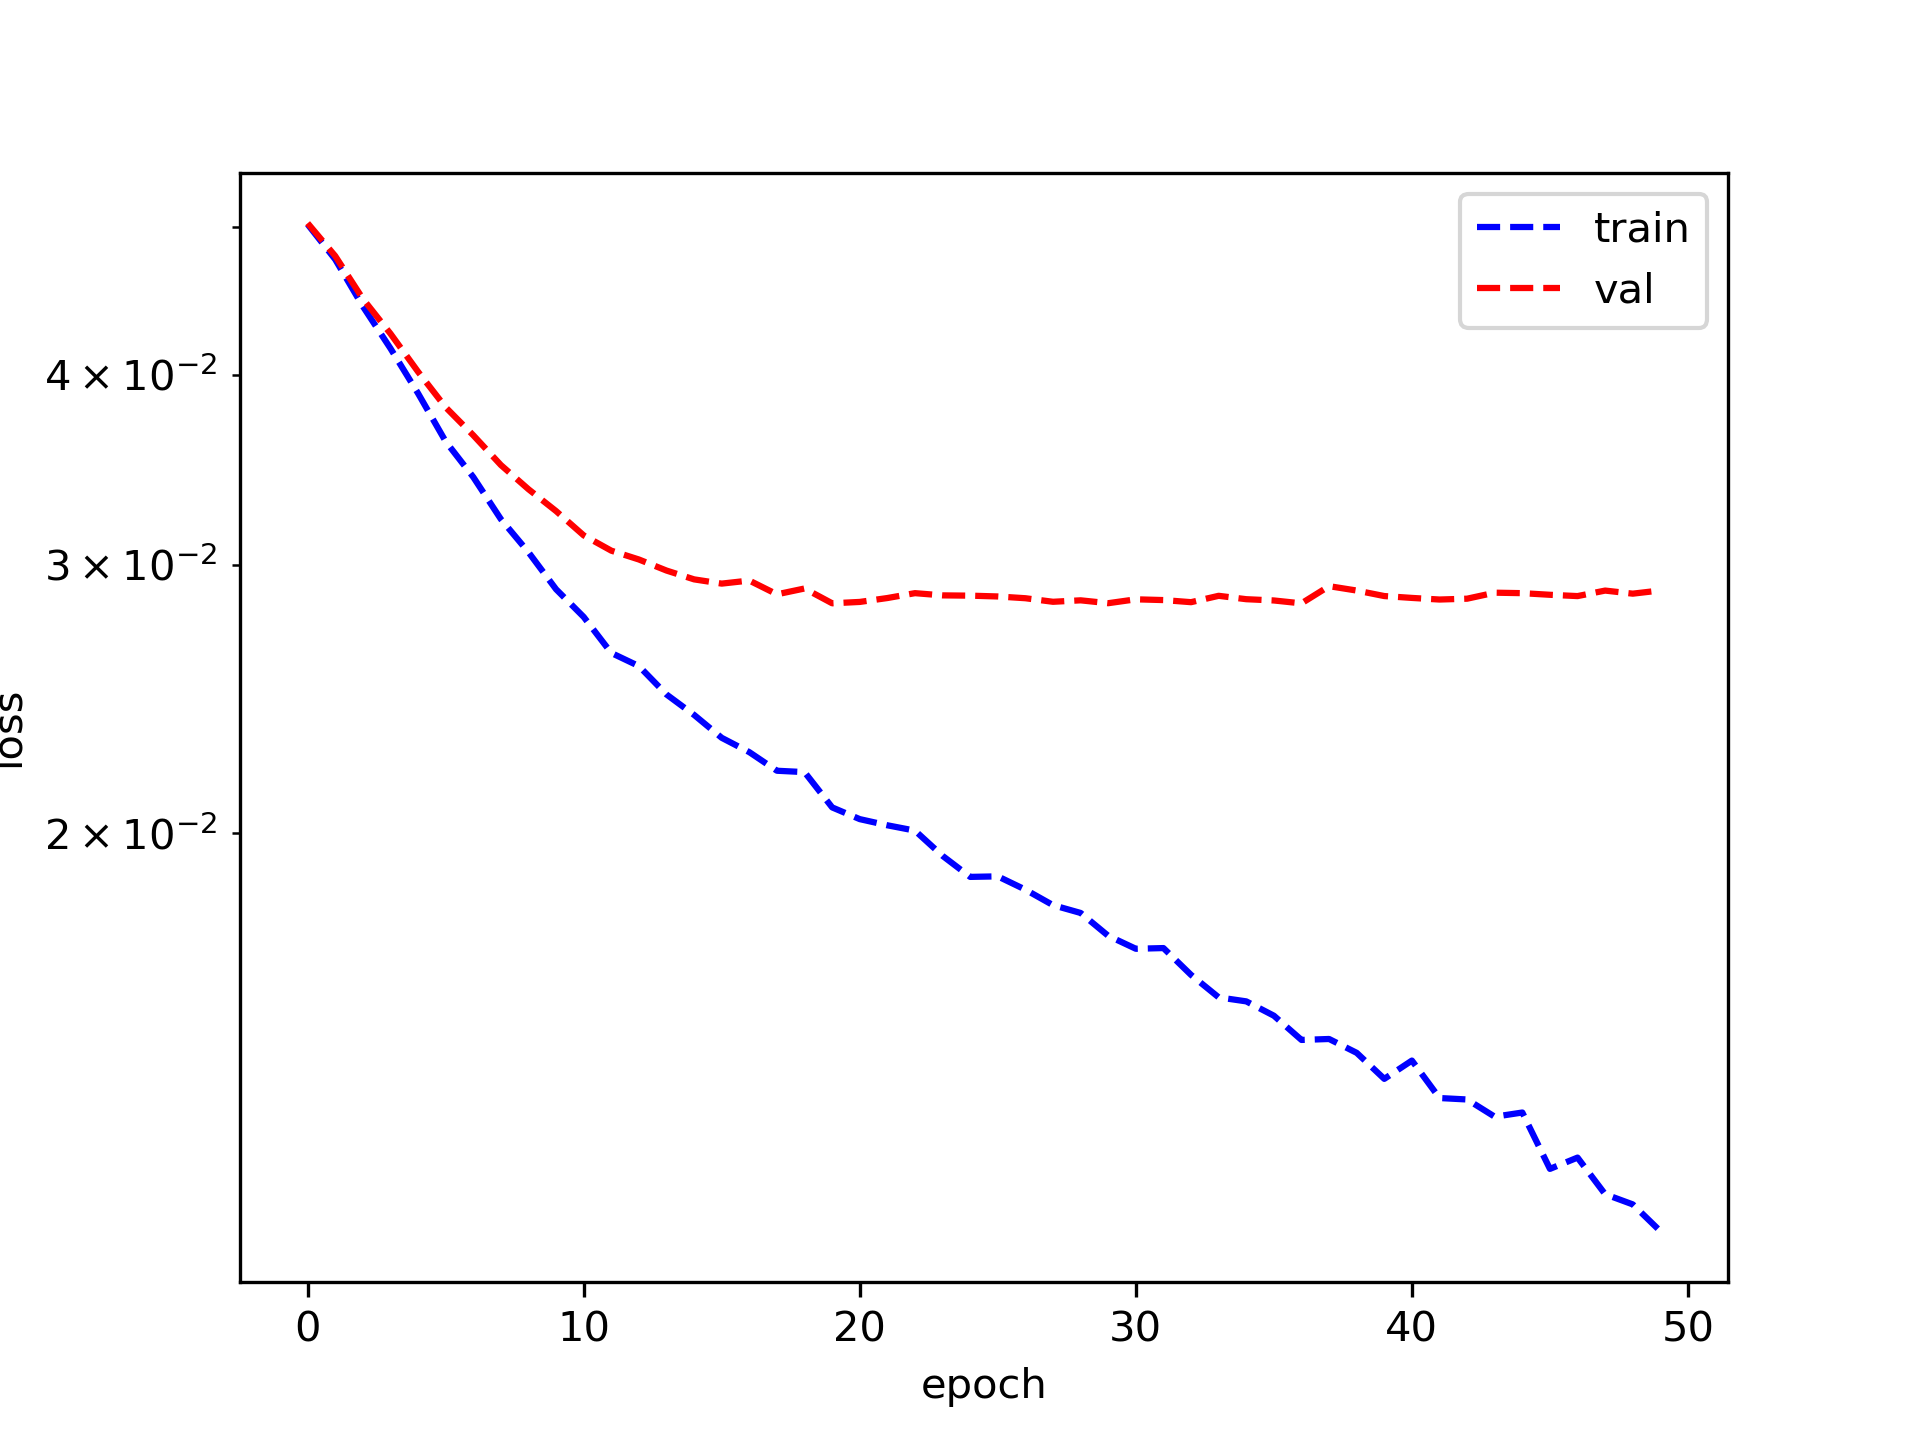 train
val
4 × 10⁻²
3 × 10⁻²
2 × 10⁻²
loss
0 10 20 30 40 50
epoch